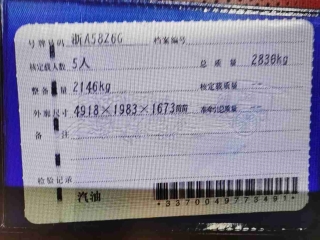 号牌号码 浙A5826G 档案编号
核定载人数 5人 总质量 2836kg
整备质量 2146kg 核定载质量 --
外廓尺寸 4918×1983×1673mm 准牵引总质量 --
备注
检验记录
汽油
*3370049773491*